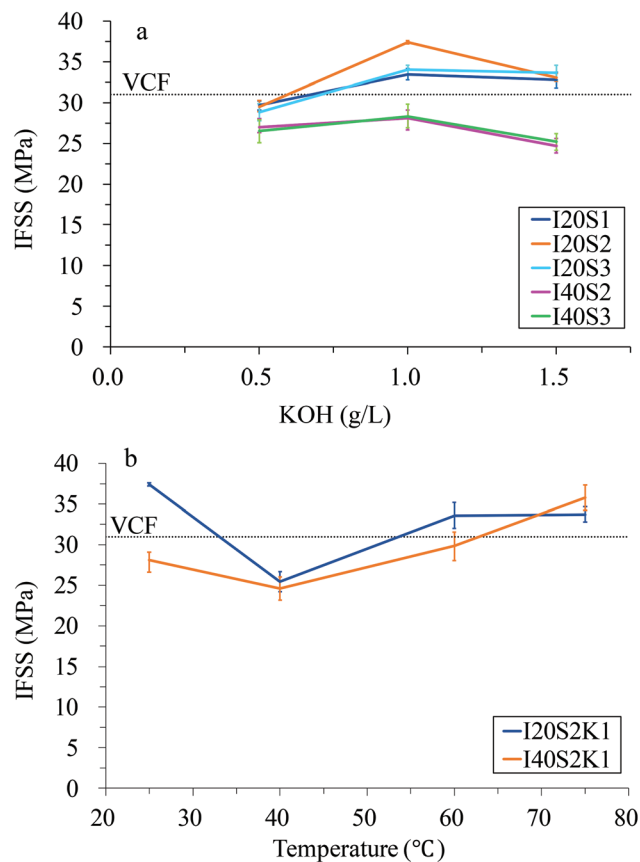 a
40
35
30
25
20
15
10
5
0
IFSS (MPa)
VCF
I20S1
I20S2
I20S3
I40S2
I40S3
0.0 0.5 1.0 1.5
KOH (g/L)
b
40
35
30
25
20
15
10
5
0
IFSS (MPa)
VCF
I20S2K1
I40S2K1
20 30 40 50 60 70 80
Temperature (℃)